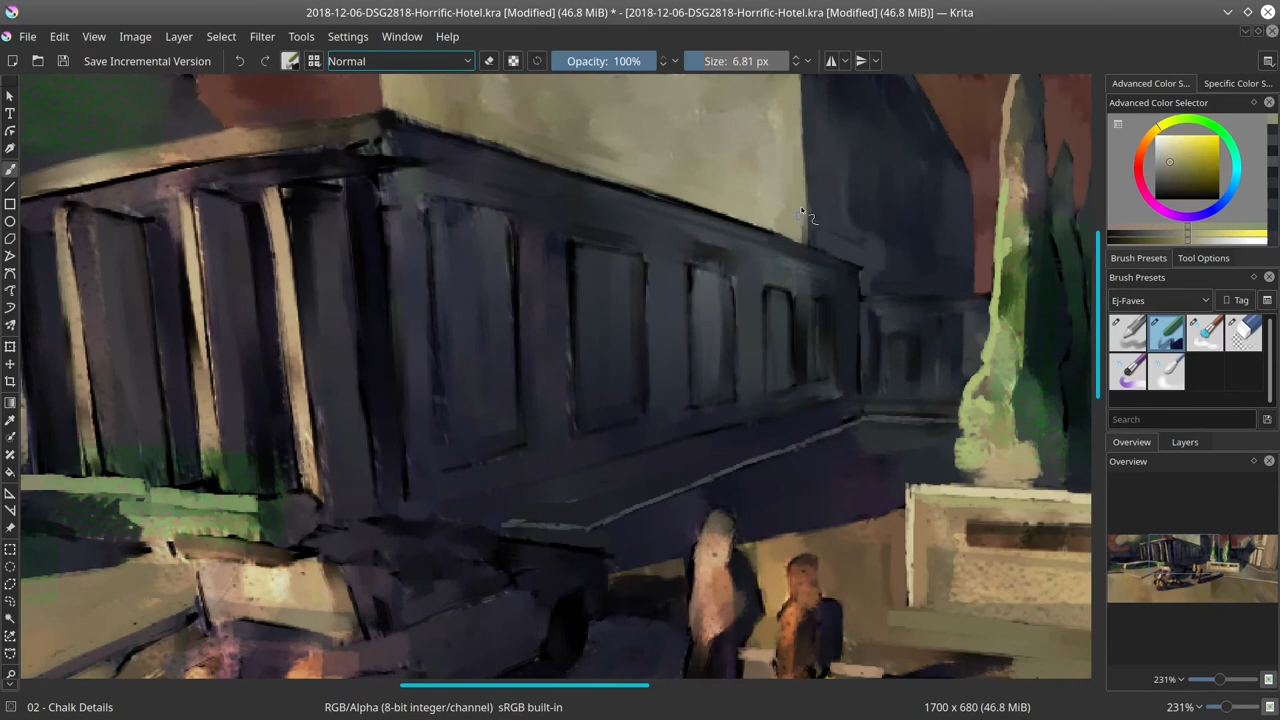 2018-12-06-DSG2818-Horrific-Hotel.kra [Modified] (46.8 MiB) * - [2018-12-06-DSG2818-Horrific-Hotel.kra [Modified] (46.8 MiB)] — Krita
File Edit View Image Layer Select Filter Tools Settings Window Help
Save Incremental Version
Normal
Opacity: 100%
Size: 6.81 px
Advanced Color S... Specific Color S...
Advanced Color Selector
Brush Presets Tool Options
Brush Presets
Ej-Faves
Tag
Search
Overview Layers
Overview
231%
02 - Chalk Details
RGB/Alpha (8-bit integer/channel) sRGB built-in
1700 x 680 (46.8 MiB)
231%